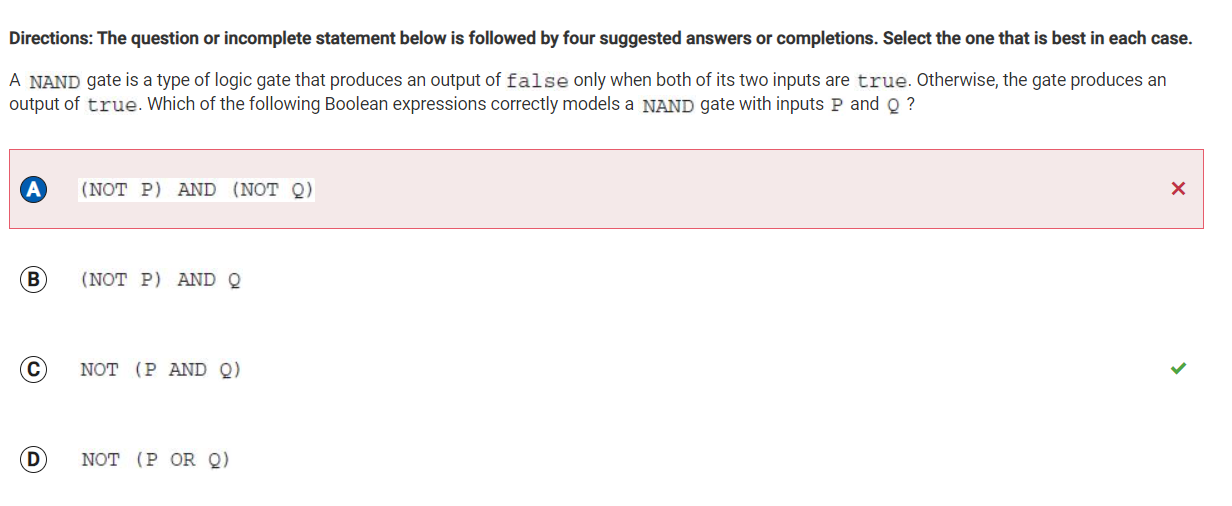 Directions: The question or incomplete statement below is followed by four suggested answers or completions. Select the one that is best in each case.
A NAND gate is a type of logic gate that produces an output of false only when both of its two inputs are true. Otherwise, the gate produces an
output of true. Which of the following Boolean expressions correctly models a NAND gate with inputs P and Q ?
A (NOT P) AND (NOT Q)
B (NOT P) AND Q
C NOT (P AND Q)
D NOT (P OR Q)